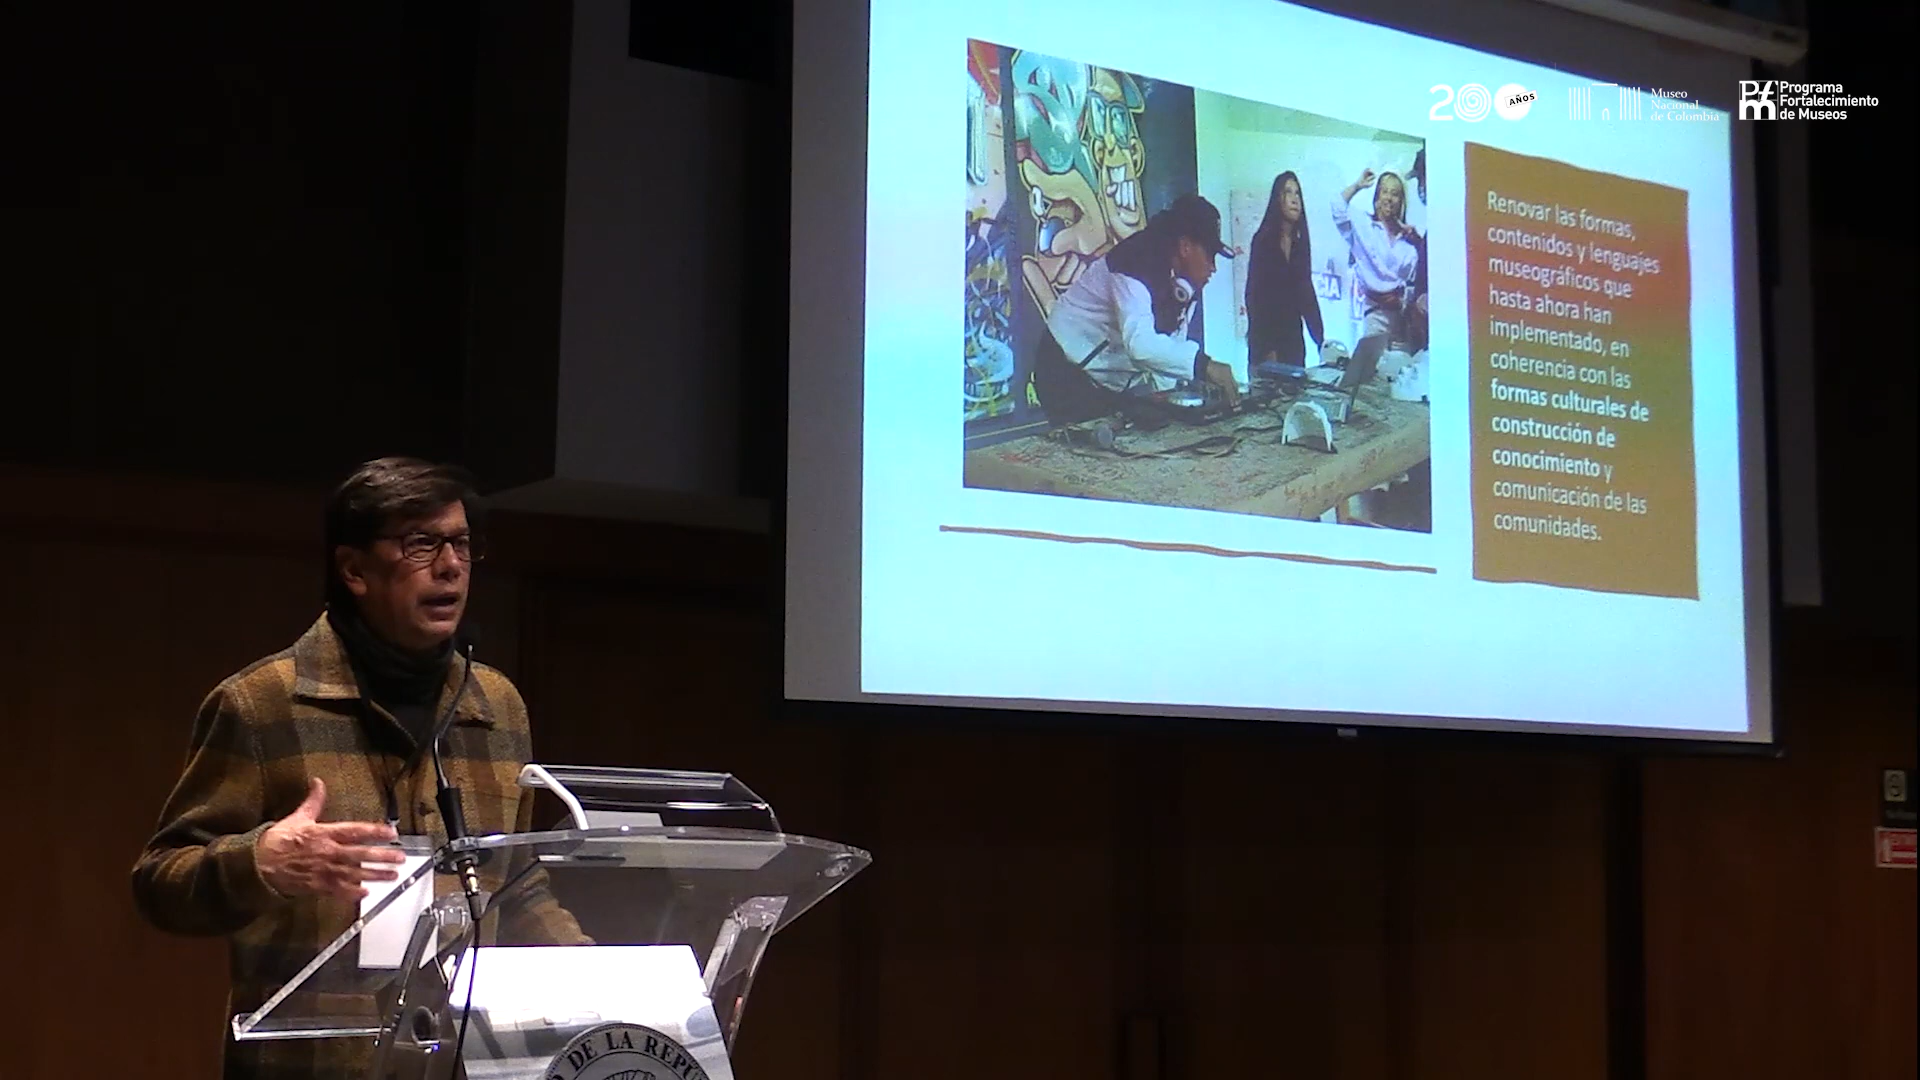 200 AÑOS
Museo
Nacional
de Colombia
Programa
Fortalecimiento
de Museos
Renovar las formas,
contenidos y lenguajes
museográficos que
hasta ahora han
implementado, en
coherencia con las
formas culturales de
construcción de
conocimiento y
comunicación de las
comunidades.
DE LA REPÚ